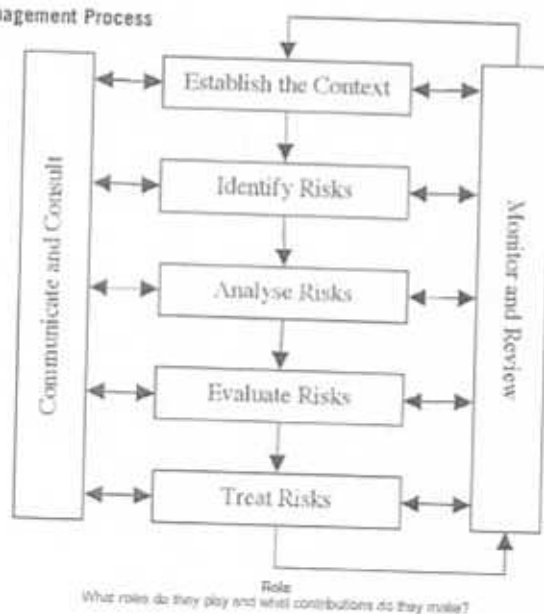 nagement Process
Establish the Context
Identify Risks
Analyse Risks
Evaluate Risks
Treat Risks
Communicate and Consult
Monitor and Review
Role
What roles do they play and what contributions do they make?